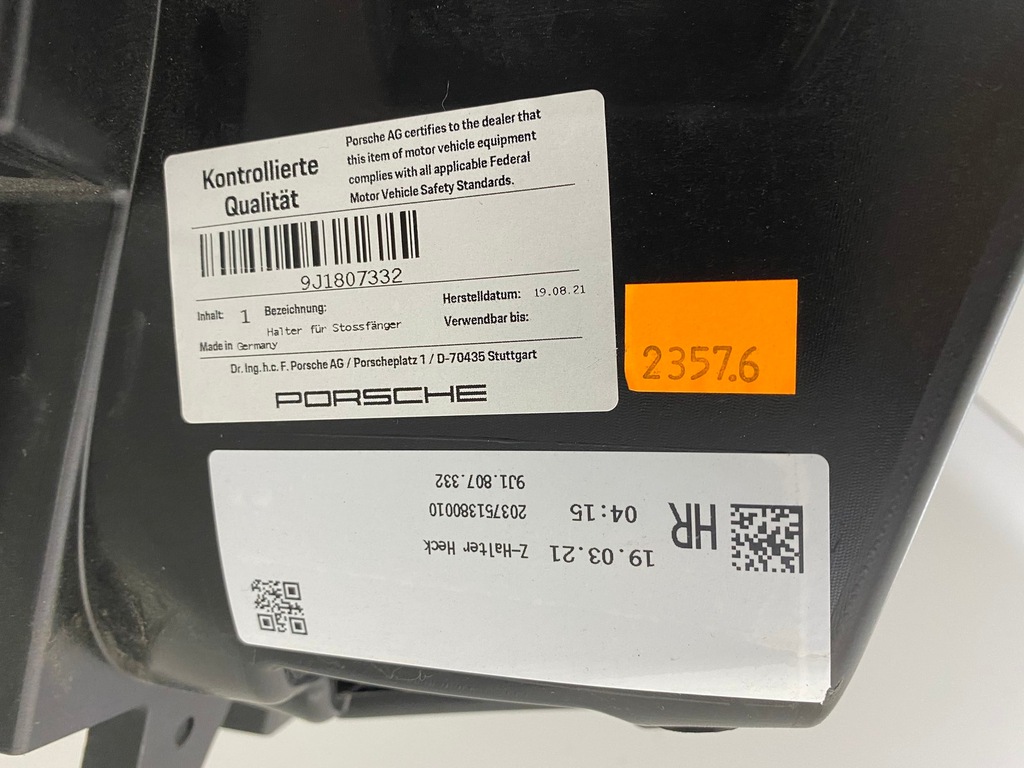 Kontrollierte
Qualität
Porsche AG certifies to the dealer that
this item of motor vehicle equipment
complies with all applicable Federal
Motor Vehicle Safety Standards.
9J1807332
Inhalt: 1 Bezeichnung:
Halter für Stossfänger
Made in Germany
Herstelldatum: 19.08.21
Verwendbar bis:
Dr. Ing. h.c. F. Porsche AG / Porscheplatz 1 / D-70435 Stuttgart
PORSCHE
2357.6
HR
19.03.21 Z-Halter Heck
04:15 203751380010
9J1.807.332